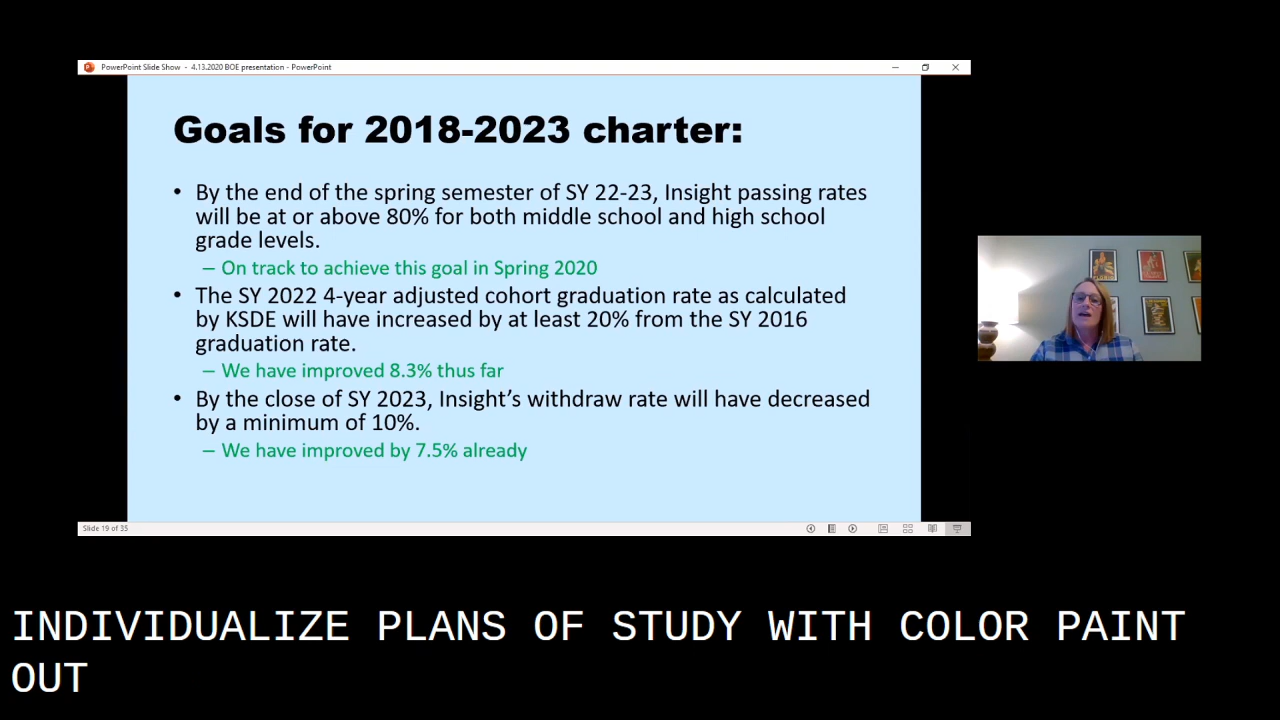 PowerPoint Slide Show - 4.13.2020 BOE presentation - PowerPoint
Goals for 2018-2023 charter:
• By the end of the spring semester of SY 22-23, Insight passing rates
will be at or above 80% for both middle school and high school
grade levels.
– On track to achieve this goal in Spring 2020
• The SY 2022 4-year adjusted cohort graduation rate as calculated
by KSDE will have increased by at least 20% from the SY 2016
graduation rate.
– We have improved 8.3% thus far
• By the close of SY 2023, Insight’s withdraw rate will have decreased
by a minimum of 10%.
– We have improved by 7.5% already
Slide 19 of 35
INDIVIDUALIZE PLANS OF STUDY WITH COLOR PAINT
OUT